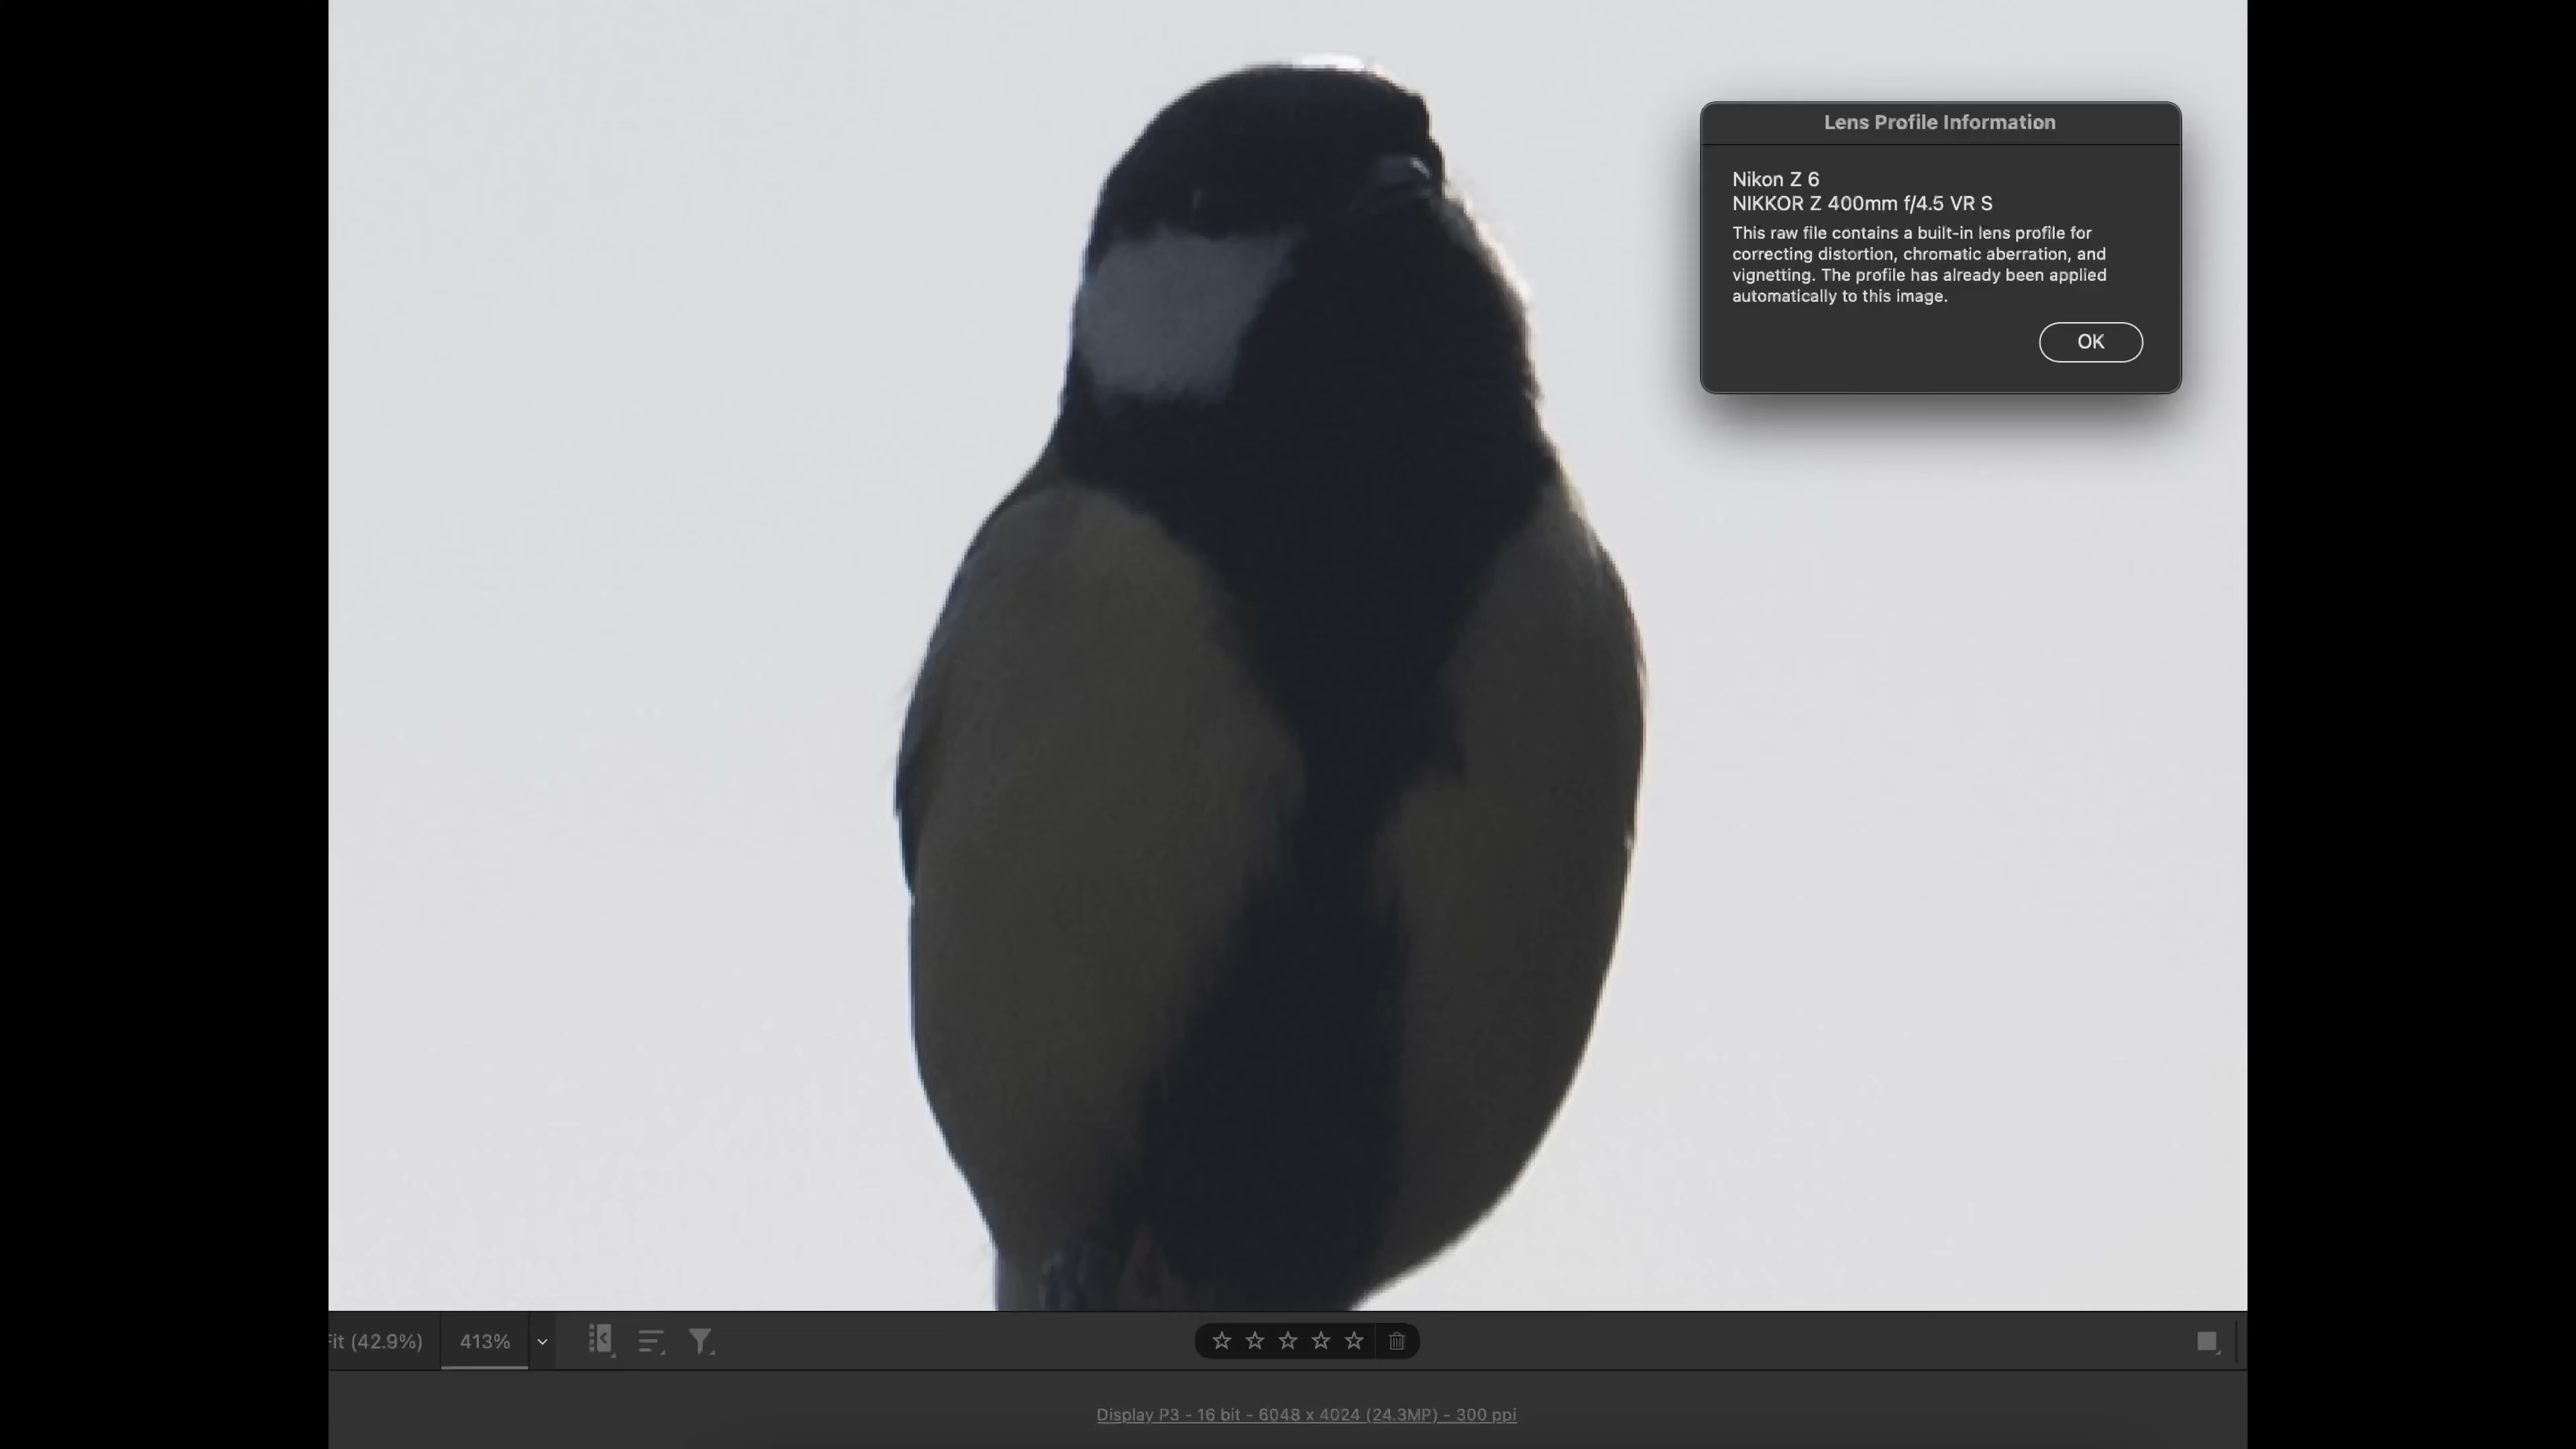 Lens Profile Information
Nikon Z 6
NIKKOR Z 400mm f/4.5 VR S
This raw file contains a built-in lens profile for
correcting distortion, chromatic aberration, and
vignetting. The profile has already been applied
automatically to this image.
OK
Fit (42.9%)
413%
Display P3 - 16 bit - 6048 x 4024 (24.3MP) - 300 ppi